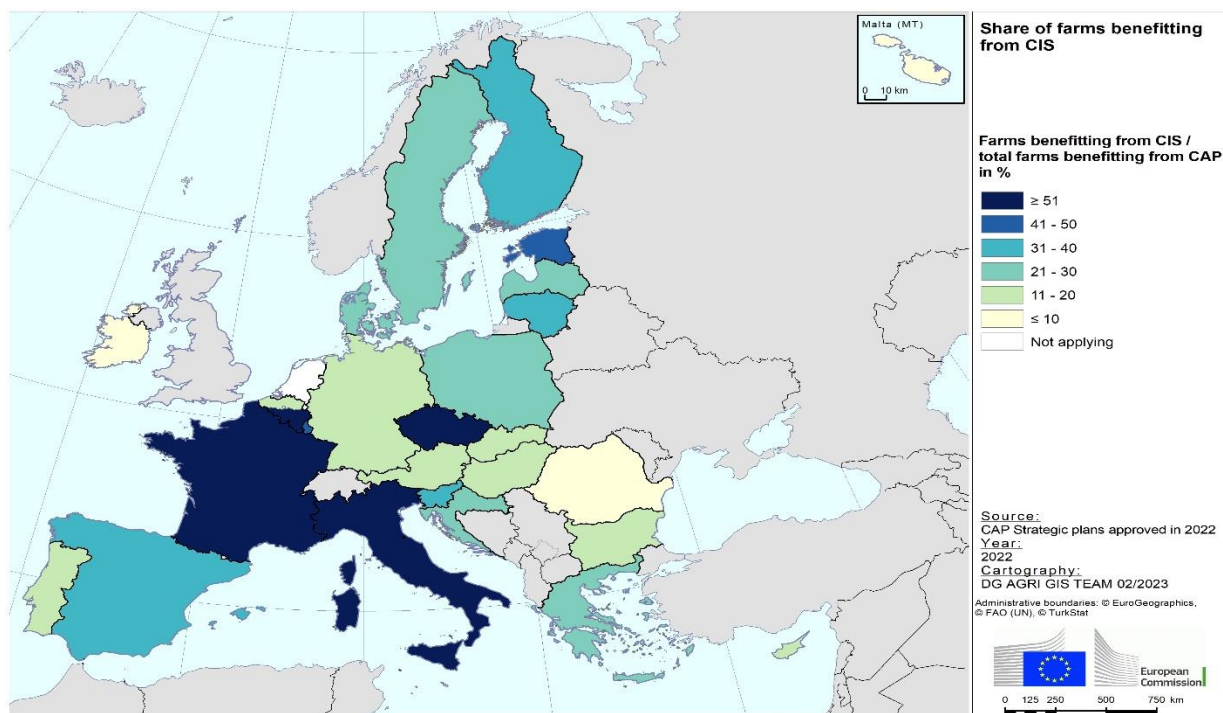 Malta (MT)
0 10 km
Share of farms benefitting
from CIS
Farms benefitting from CIS /
total farms benefitting from CAP
in %
≥ 51
41 - 50
31 - 40
21 - 30
11 - 20
≤ 10
Not applying
Source:
CAP Strategic plans approved in 2022
Year:
2022
Cartography:
DG AGRI GIS TEAM 02/2023
Administrative boundaries: © EuroGeographics,
© FAO (UN), © TurkStat
European
Commission
0 125 250 500 750 km